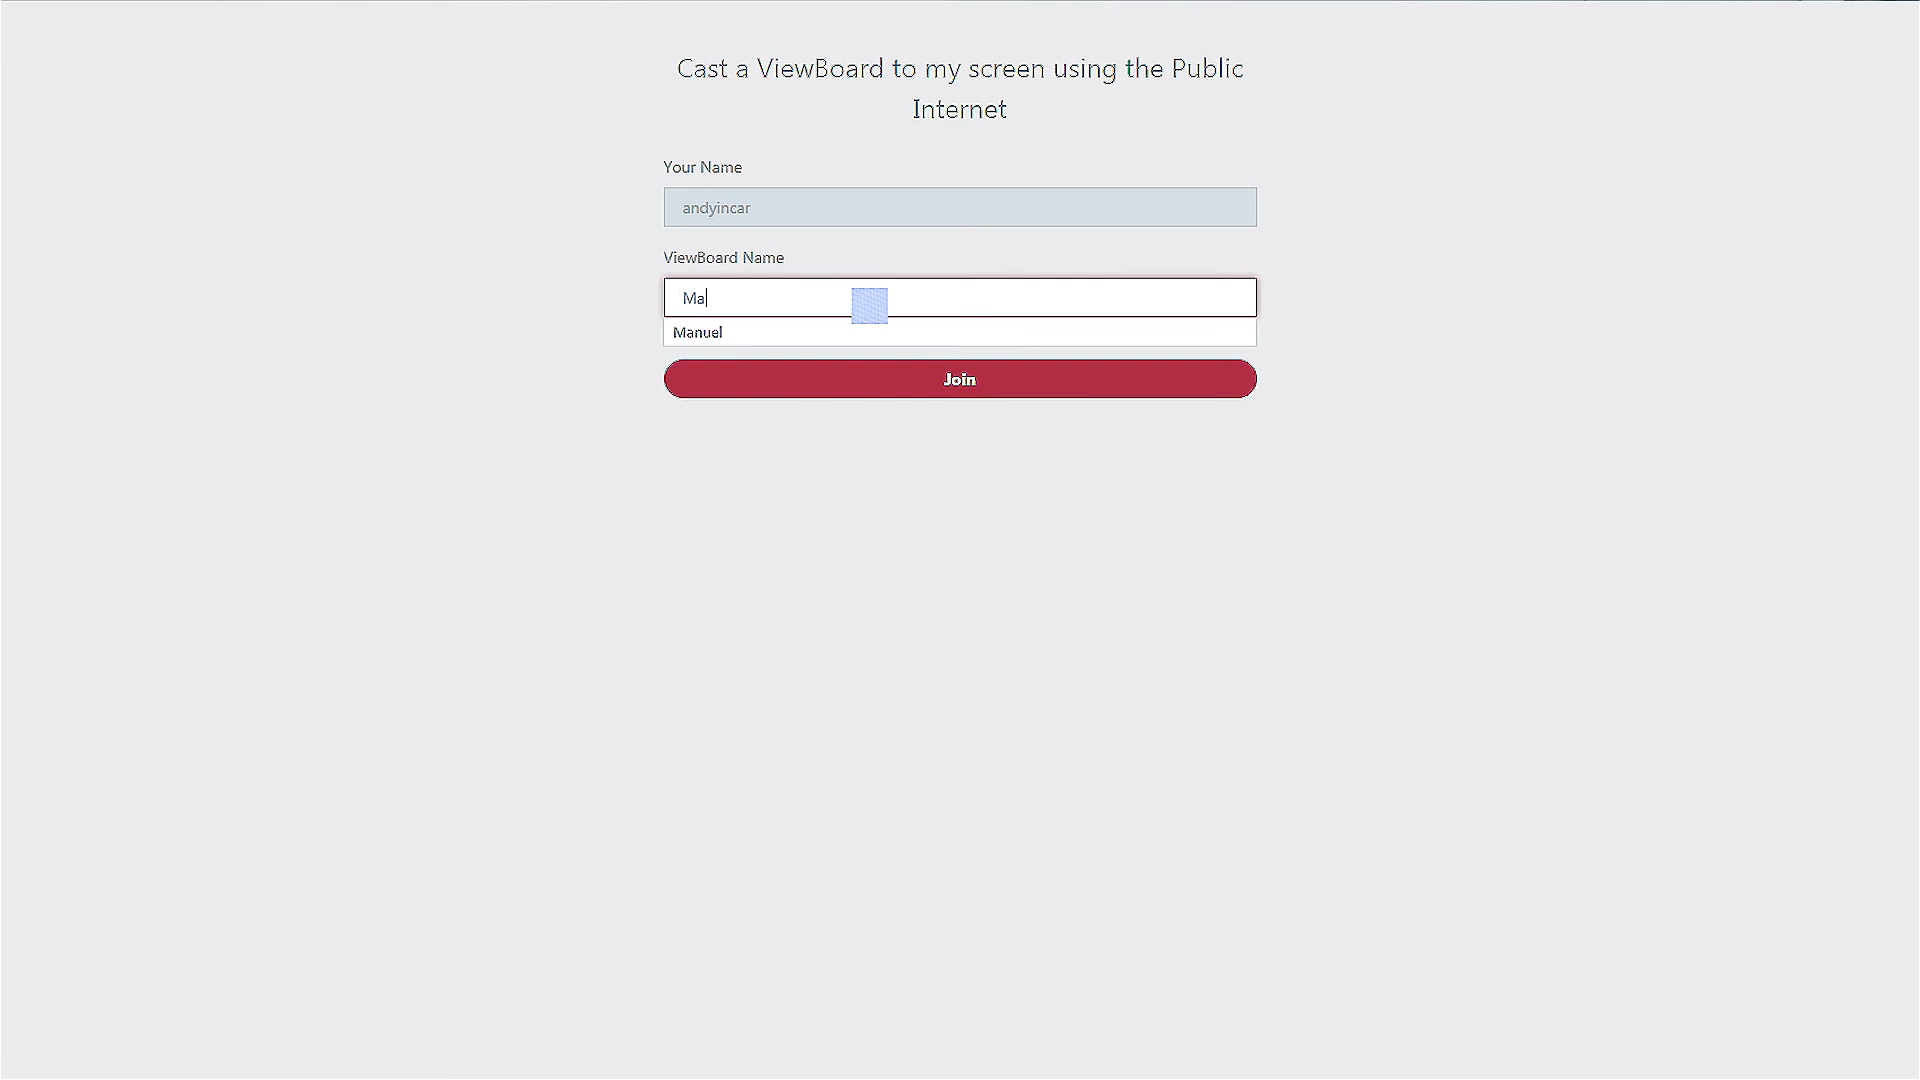 Cast a ViewBoard to my screen using the Public
Internet
Your Name
andyincar
ViewBoard Name
Ma
Manuel
Join